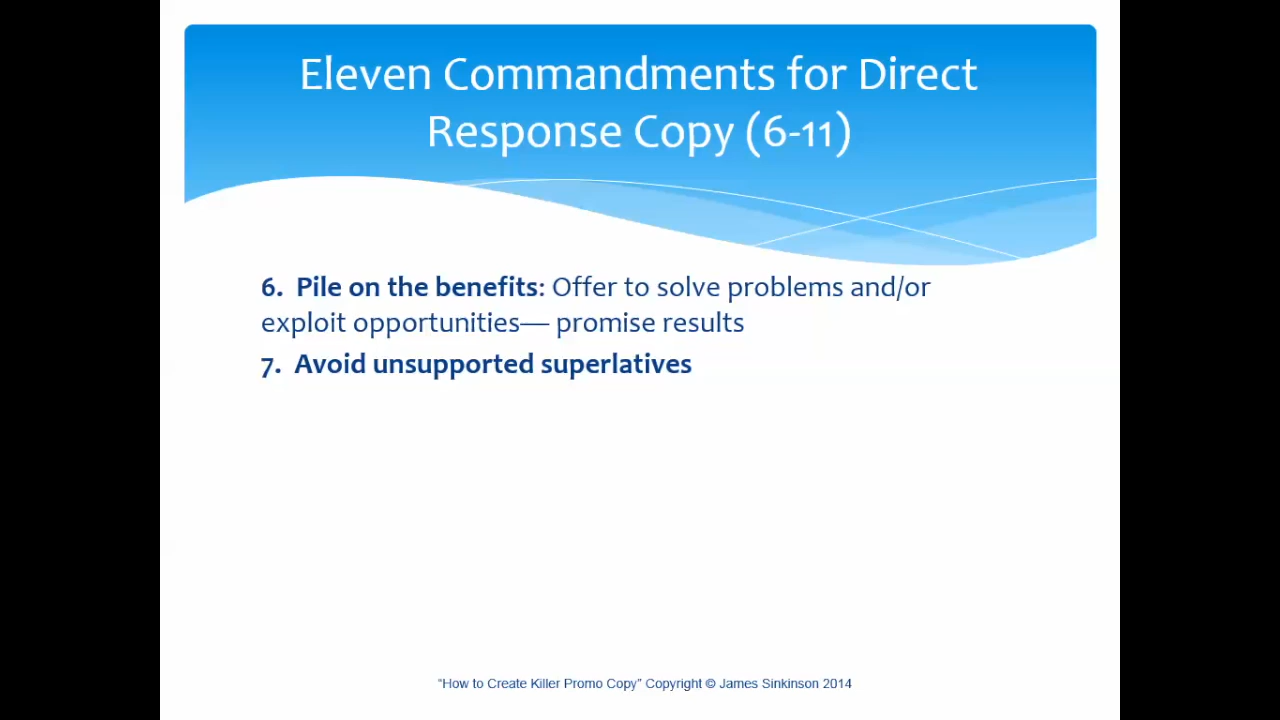 Eleven Commandments for Direct
Response Copy (6-11)
6. Pile on the benefits: Offer to solve problems and/or
exploit opportunities— promise results
7. Avoid unsupported superlatives
"How to Create Killer Promo Copy" Copyright © James Sinkinson 2014